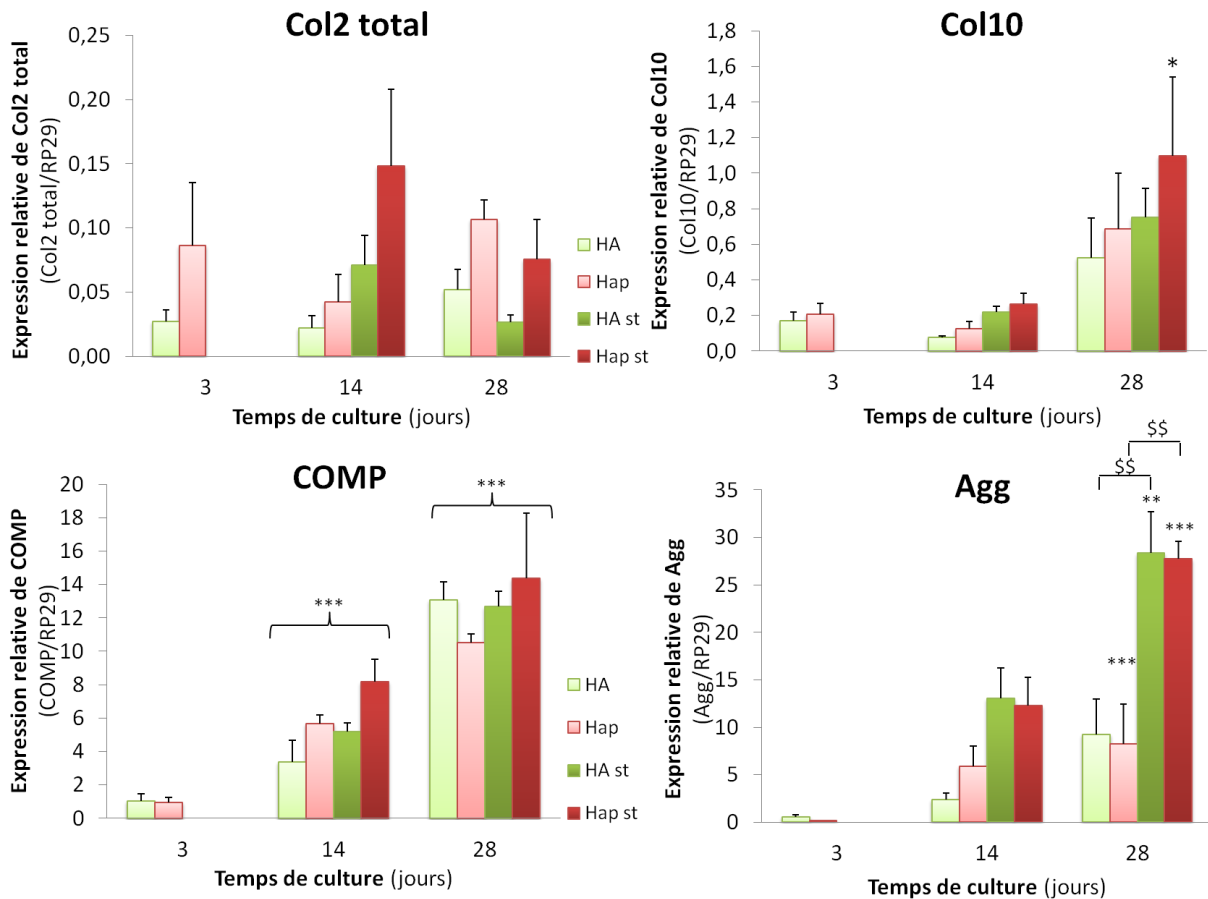 Col2 total
Expression relative de Col2 total
(Col2 total/RP29)
0,25
0,20
0,15
0,10
0,05
0,00
3
14
28
Temps de culture (jours)
HA
Hap
HA st
Hap st
Col10
Expression relative de Col10
(Col10/RP29)
1,8
1,6
1,4
1,2
1,0
0,8
0,6
0,4
0,2
0,0
*
3
14
28
Temps de culture (jours)
COMP
Expression relative de COMP
(COMP/RP29)
20
18
16
14
12
10
8
6
4
2
0
***
***
3
14
28
Temps de culture (jours)
HA
Hap
HA st
Hap st
Agg
Expression relative de Agg
(Agg/RP29)
35
30
25
20
15
10
5
0
$$
$$
**
***
***
3
14
28
Temps de culture (jours)